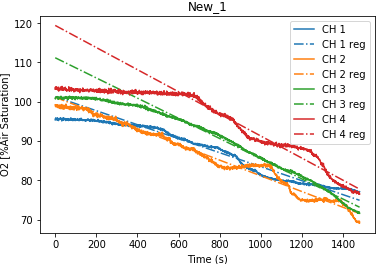 New_1
O2 [%Air Saturation]
120
110
100
90
80
70
CH 1
CH 1 reg
CH 2
CH 2 reg
CH 3
CH 3 reg
CH 4
CH 4 reg
0 200 400 600 800 1000 1200 1400
Time (s)